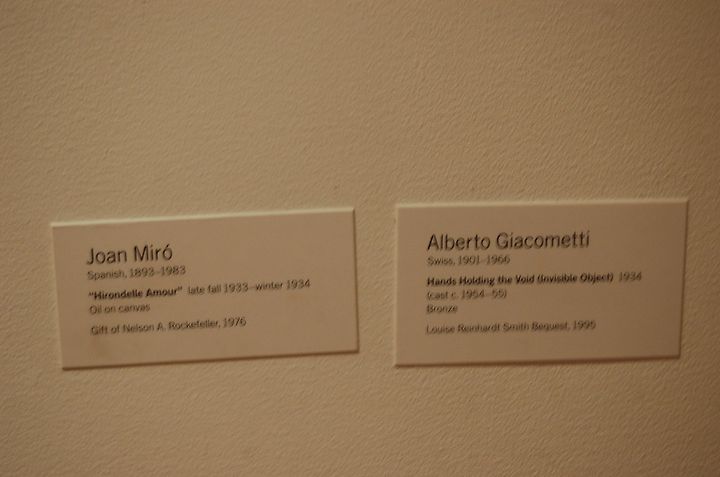 Joan Miró
Spanish, 1893–1983
"Hirondelle Amour" late fall 1933–winter 1934
Oil on canvas
Gift of Nelson A. Rockefeller, 1976
Alberto Giacometti
Swiss, 1901–1966
Hands Holding the Void (Invisible Object) 1934
(cast c. 1954–55)
Bronze
Louise Reinhardt Smith Bequest, 1995